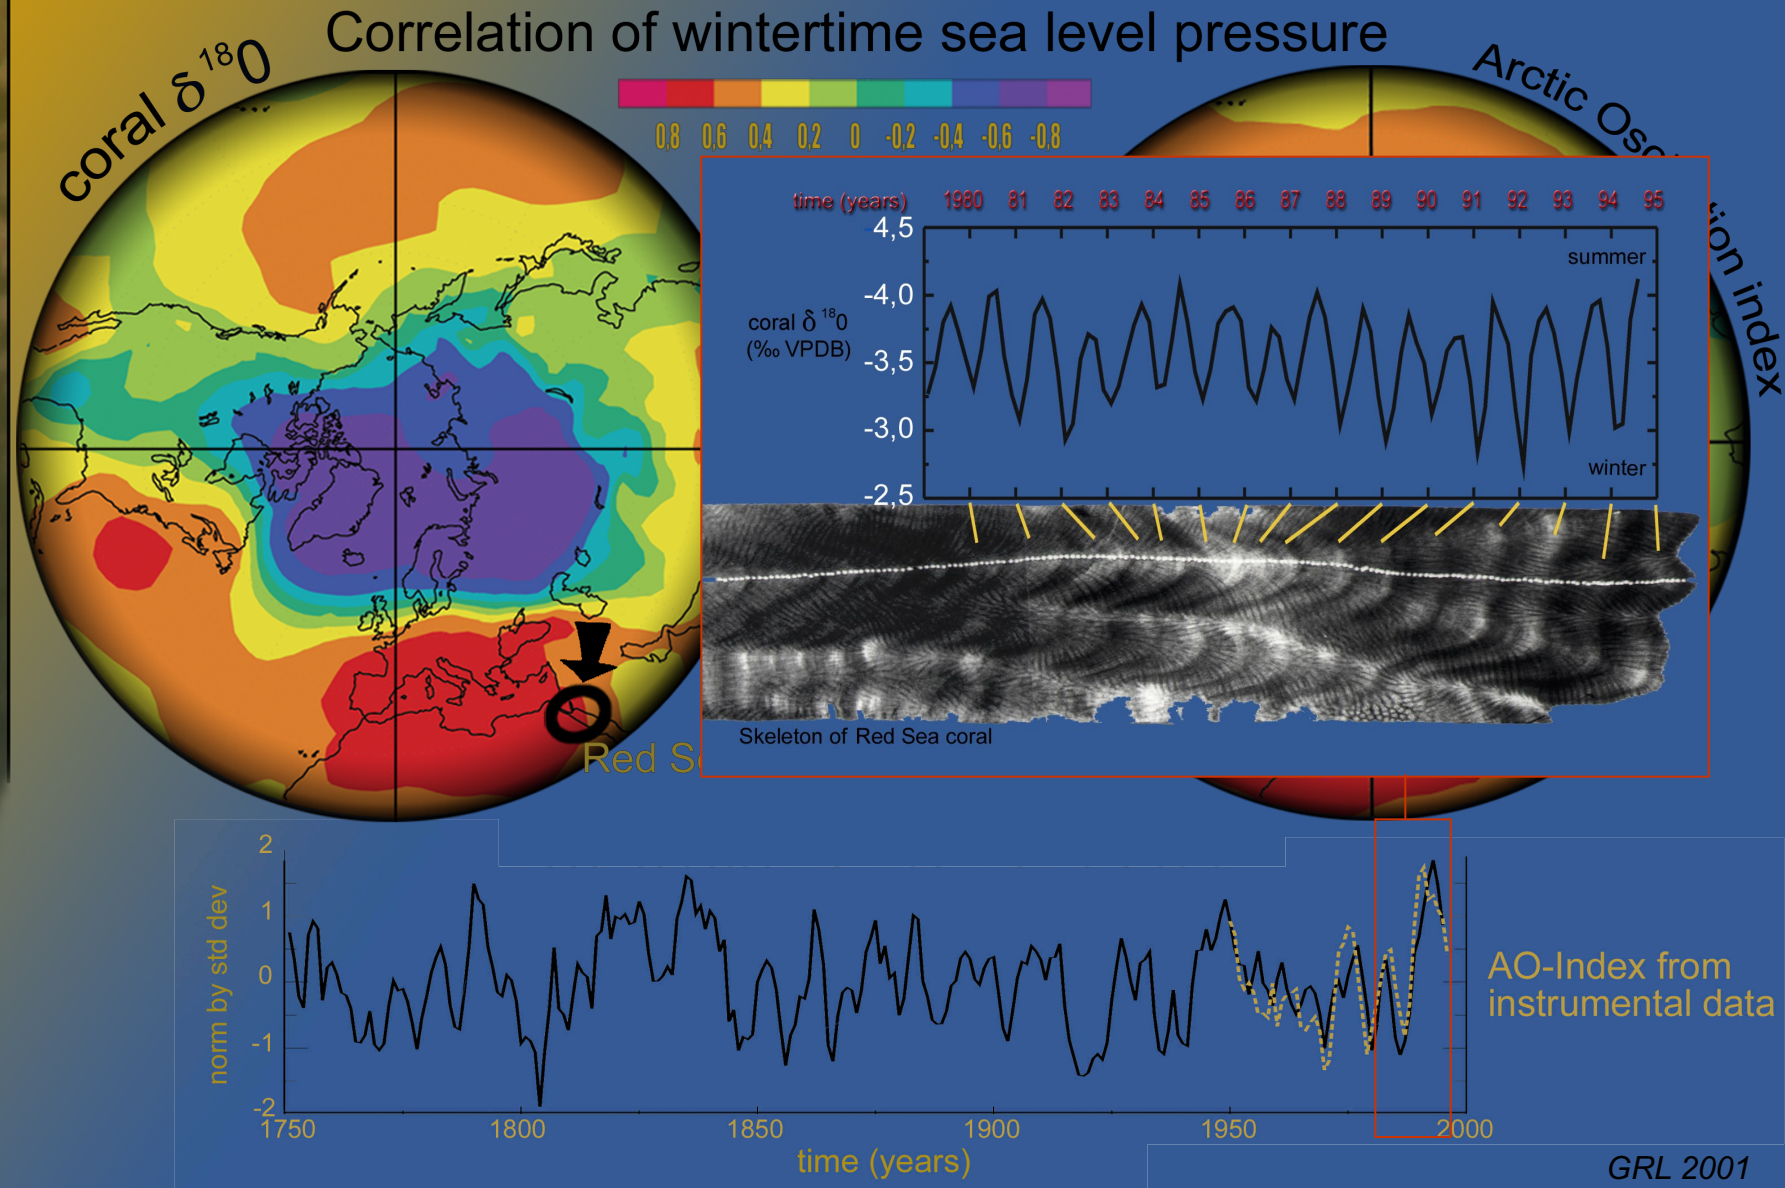 Correlation of wintertime sea level pressure
coral δ ¹⁸0
0,8 0,6 0,4 0,2 0 -0,2 -0,4 -0,6 -0,8
Arctic Osc
tion index
time (years) 1980 81 82 83 84 85 86 87 88 89 90 91 92 93 94 95
-4,5
summer
-4,0
coral δ ¹⁸0
(‰ VPDB)
-3,5
-3,0
winter
-2,5
Skeleton of Red Sea coral
Red S
2
1
0
-1
-2
norm by std dev
AO-Index from
instrumental data
1750 1800 1850 1900 1950 2000
time (years)
GRL 2001